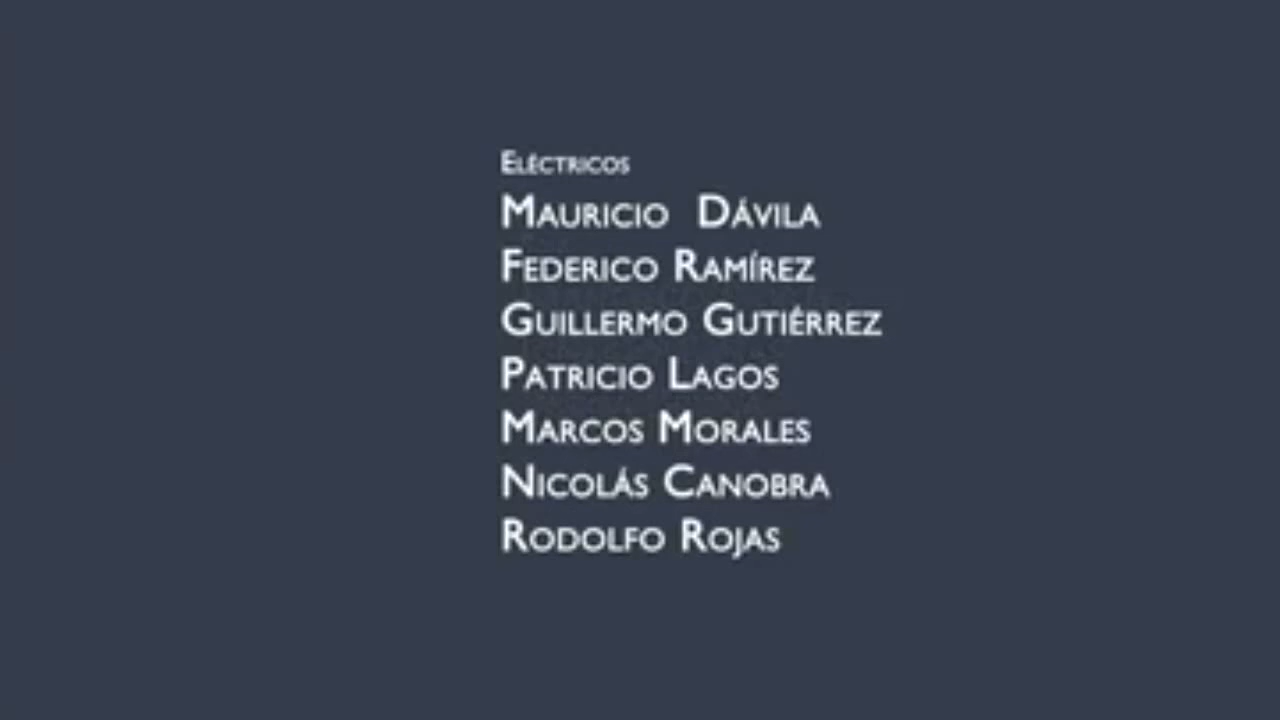 Eléctricos
Mauricio Dávila
Federico Ramírez
Guillermo Gutiérrez
Patricio Lagos
Marcos Morales
Nicolás Canobra
Rodolfo Rojas